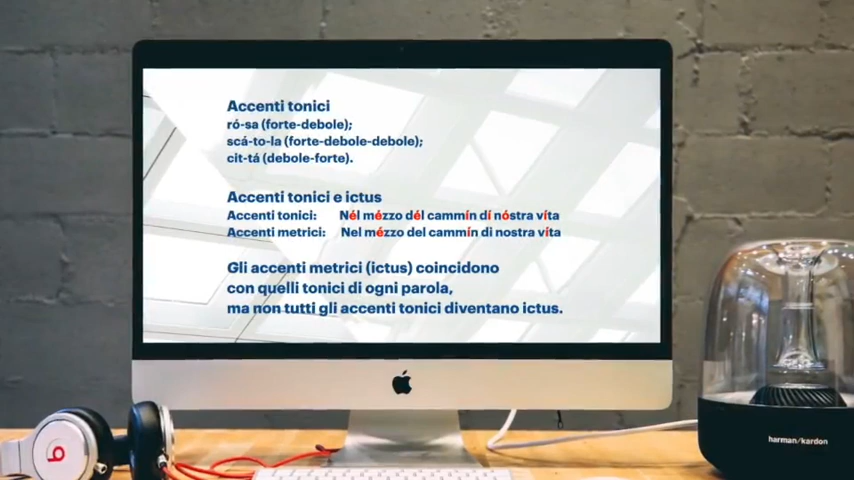 Accenti tonici
ró-sa (forte-debole);
scá-to-la (forte-debole-debole);
cit-tá (debole-forte).
Accenti tonici e ictus
Accenti tonici: Nél mézzo dél cammín dí nóstra víta
Accenti metrici: Nel mézzo del cammín di nostra víta
Gli accenti metrici (ictus) coincidono
con quelli tonici di ogni parola,
ma non tutti gli accenti tonici diventano ictus.
harman/kardon
b